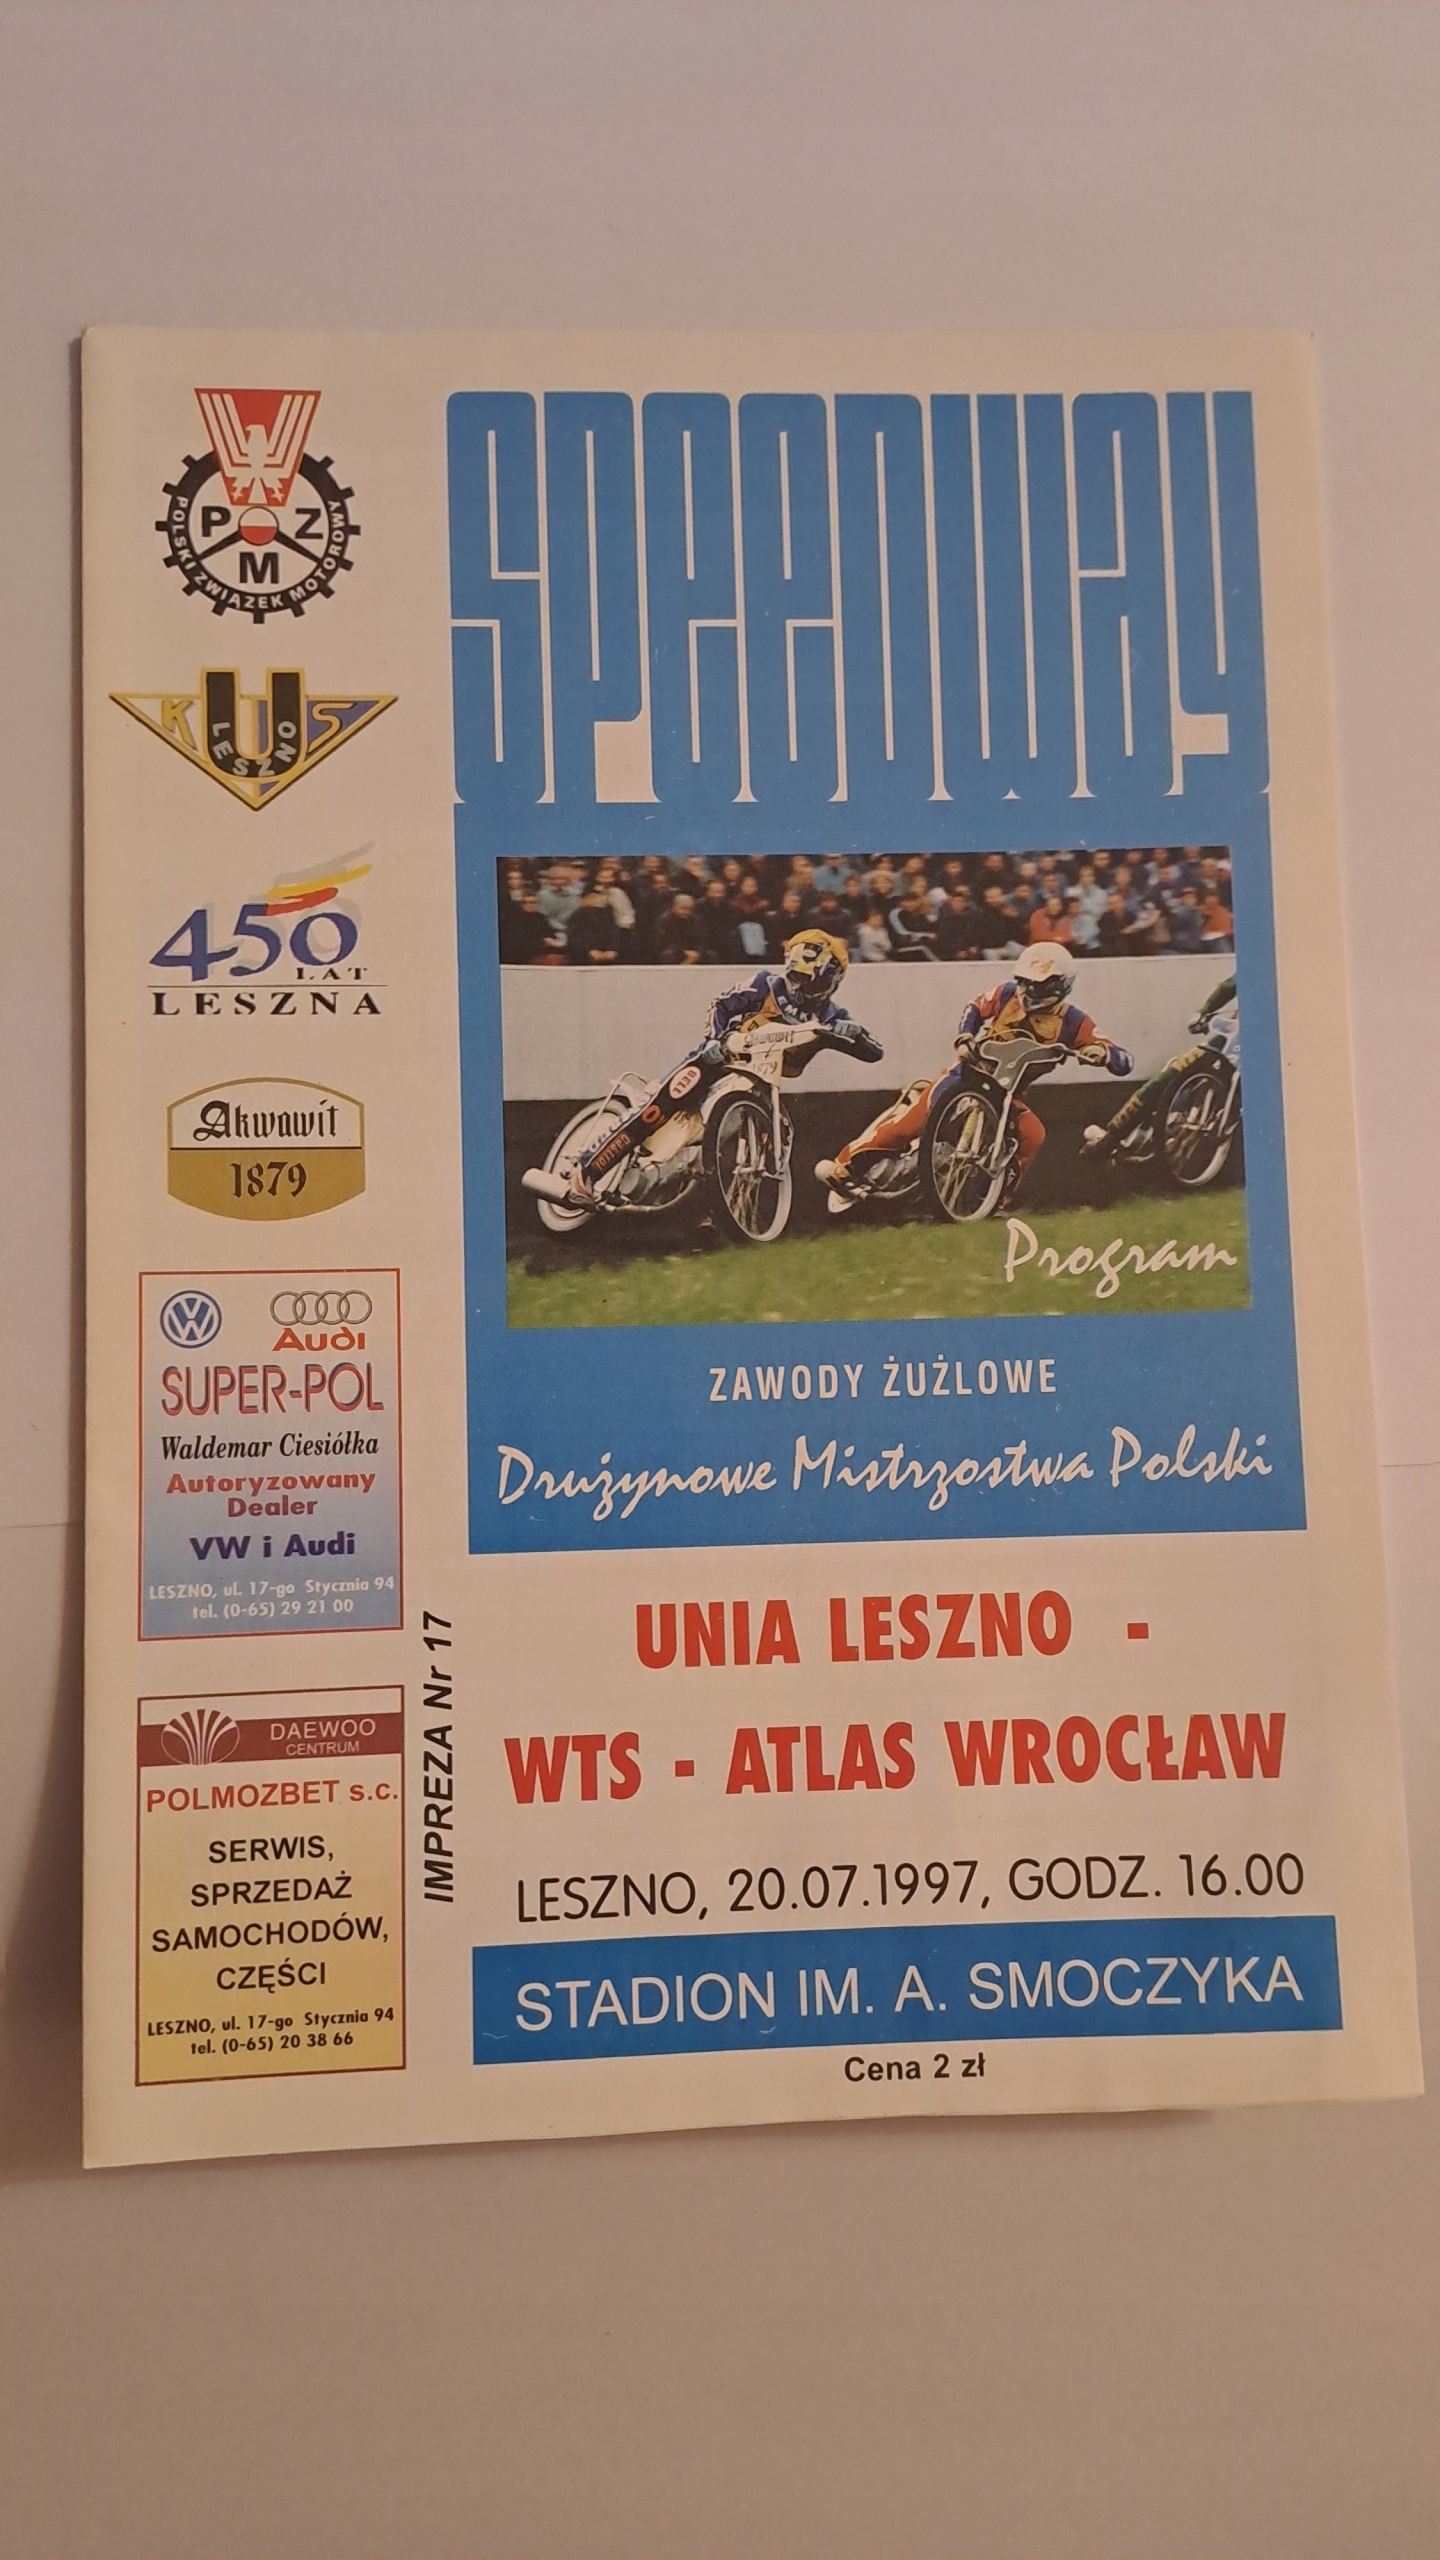 POLSKI ZWIĄZEK MOTOROWY
P Z
M
K U S
LESZNO
450
LAT
LESZNA
Akwawit
1879
Audi
SUPER-POL
Waldemar Ciesiółka
Autoryzowany
Dealer
VW i Audi
LESZNO, ul. 17-go Stycznia 94
tel. (0-65) 29 21 00
DAEWOO
CENTRUM
POLMOZBET s.c.
SERWIS,
SPRZEDAŻ
SAMOCHODÓW,
CZĘŚCI
LESZNO, ul. 17-go Stycznia 94
tel. (0-65) 20 38 66
IMPREZA Nr 17
SPEEDWAY
Akwawit
1879
BELL
Castrol
Program
ZAWODY ŻUŻLOWE
Drużynowe Mistrzostwa Polski
UNIA LESZNO -
WTS - ATLAS WROCŁAW
LESZNO, 20.07.1997, GODZ. 16.00
STADION IM. A. SMOCZYKA
Cena 2 zł